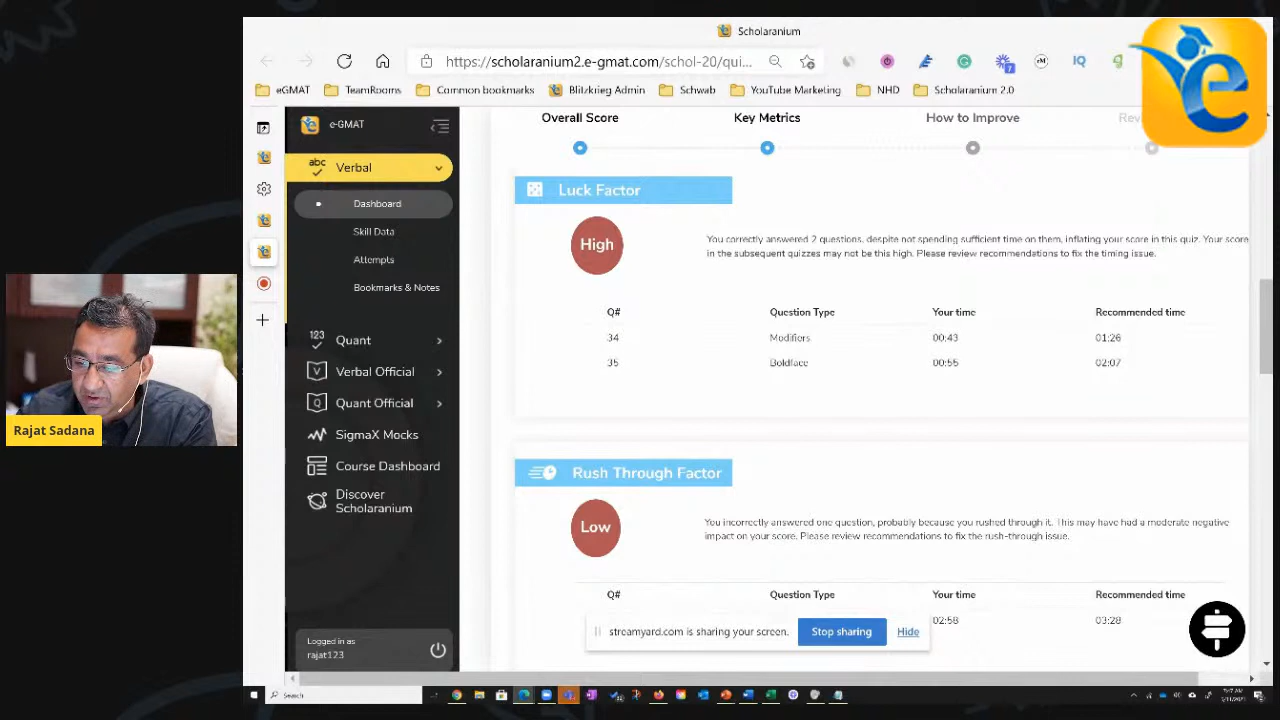 Scholaranium
https://scholaranium2.e-gmat.com/schol-20/qui...
eGMAT
TeamRooms
Common bookmarks
Blitzkrieg Admin
Schwab
YouTube Marketing
NHD
Scholaranium 2.0
e-GMAT
abc
Verbal
Dashboard
Skill Data
Attempts
Bookmarks & Notes
123
Quant
Verbal Official
Quant Official
SigmaX Mocks
Course Dashboard
Discover
Scholaranium
Logged in as
rajat123
Rajat Sadana
Overall Score
Key Metrics
How to Improve
Luck Factor
High
You correctly answered 2 questions, despite not spending sufficient time on them, inflating your score in this quiz. Your score
in the subsequent quizzes may not be this high. Please review recommendations to fix the timing issue.
Q# Question Type Your time Recommended time
34 Modifiers 00:43 01:26
35 Boldface 00:55 02:07
Rush Through Factor
Low
You incorrectly answered one question, probably because you rushed through it. This may have had a moderate negative
impact on your score. Please review recommendations to fix the rush-through issue.
Q# Question Type Your time Recommended time
02:58 03:28
streamyard.com is sharing your screen.
Stop sharing
Hide
Search